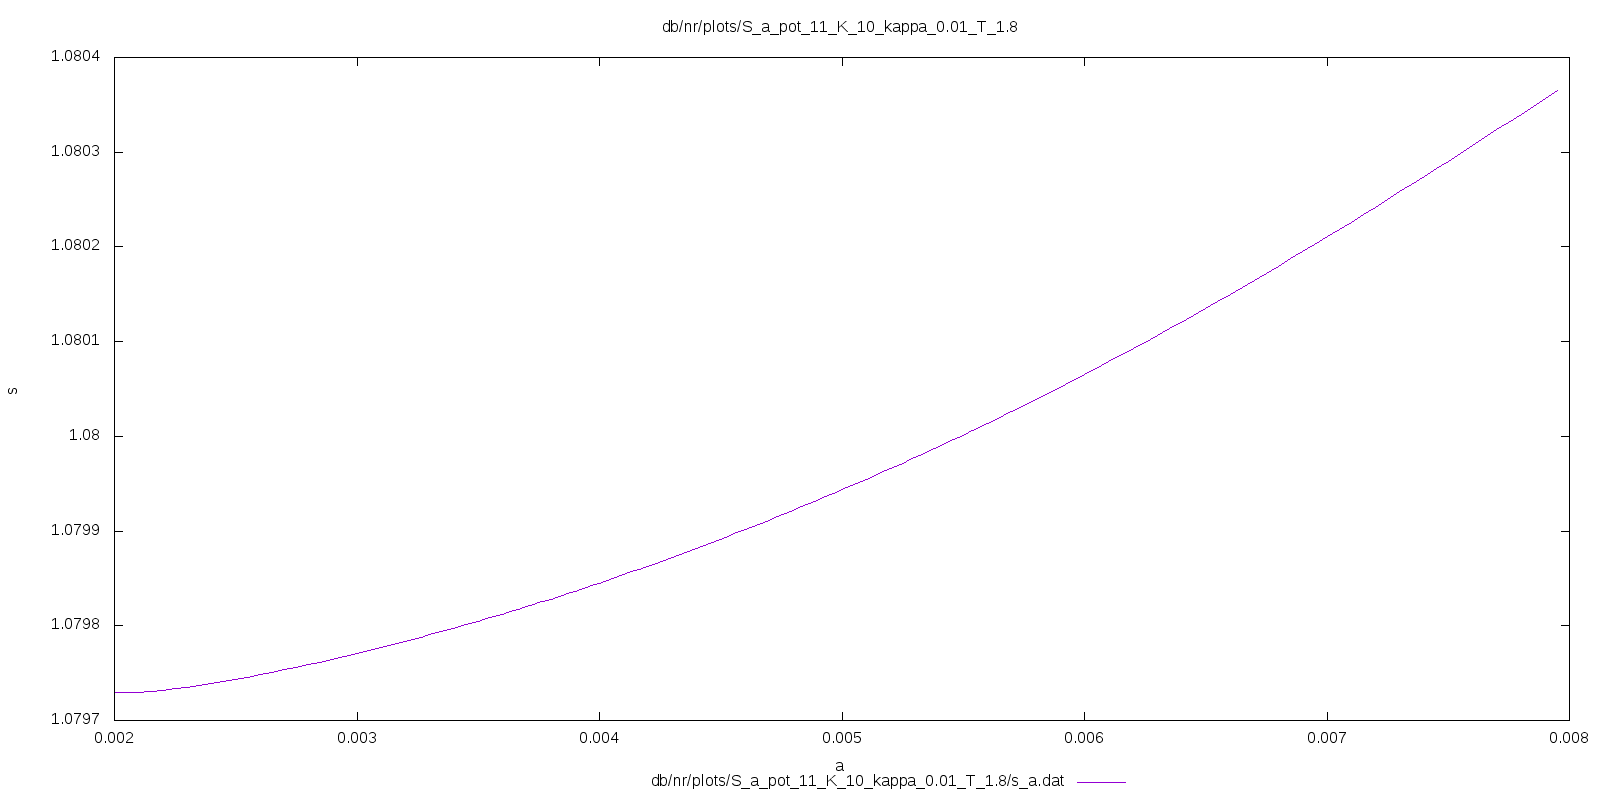 db/nr/plots/S_a_pot_11_K_10_kappa_0.01_T_1.8
1.0804
1.0803
1.0802
1.0801
1.08
1.0799
1.0798
1.0797
s
0.002 0.003 0.004 0.005 0.006 0.007 0.008
a
db/nr/plots/S_a_pot_11_K_10_kappa_0.01_T_1.8/s_a.dat